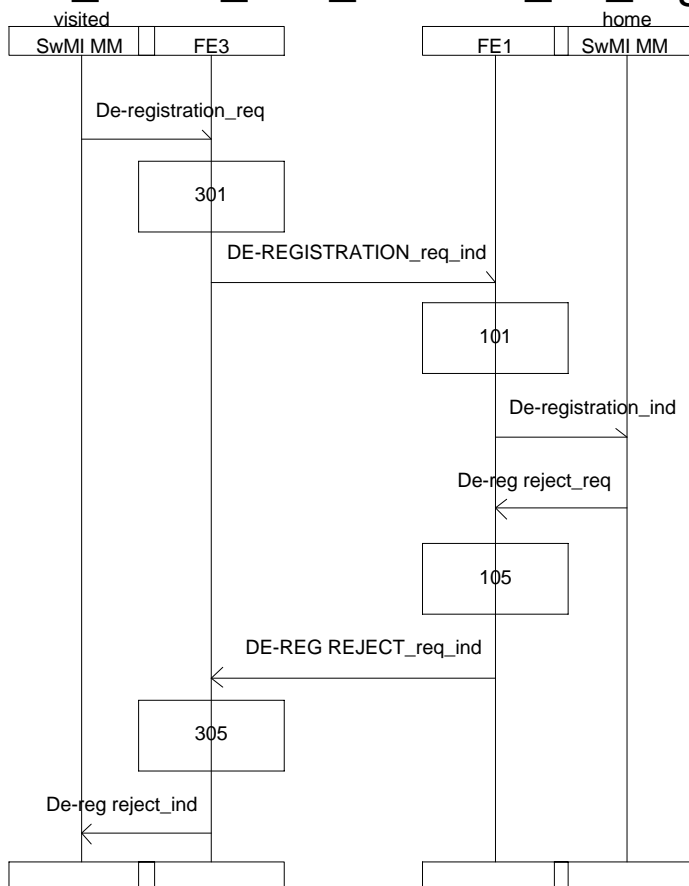 visited
home
SwMI MM
FE3
FE1
SwMI MM
De-registration_req
301
DE-REGISTRATION_req_ind
101
De-registration_ind
De-reg reject_req
105
DE-REG REJECT_req_ind
305
De-reg reject_ind